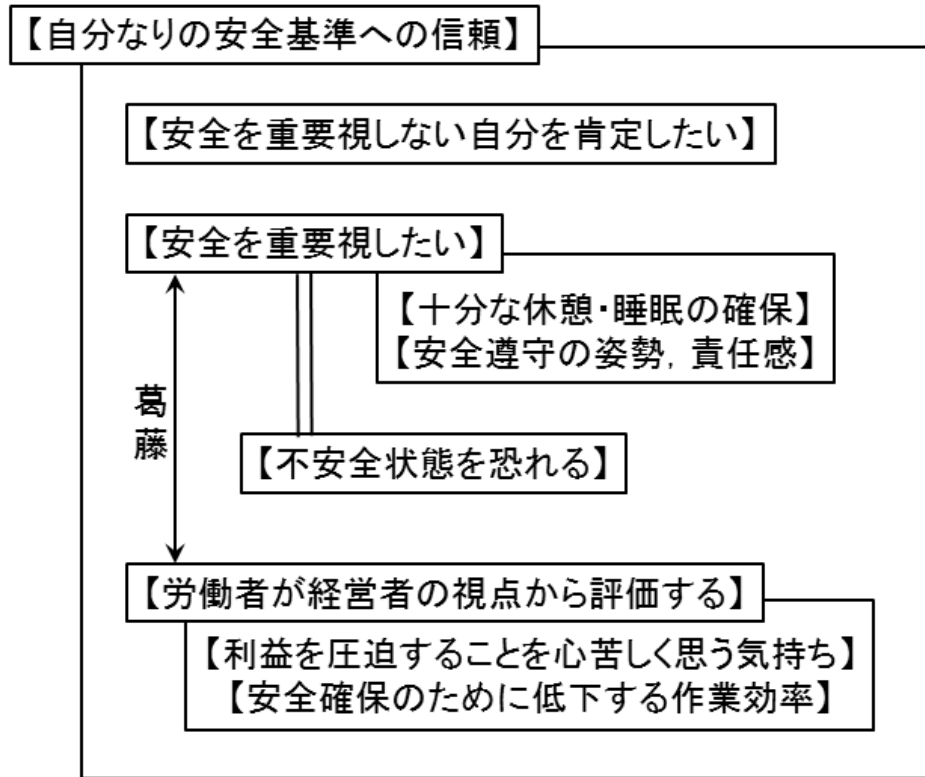 【自分なりの安全基準への信頼】
【安全を重要視しない自分を肯定したい】
【安全を重要視したい】
【十分な休憩・睡眠の確保】
【安全遵守の姿勢, 責任感】
葛藤
【不安全状態を恐れる】
【労働者が経営者の視点から評価する】
【利益を圧迫することを心苦しく思う気持ち】
【安全確保のために低下する作業効率】